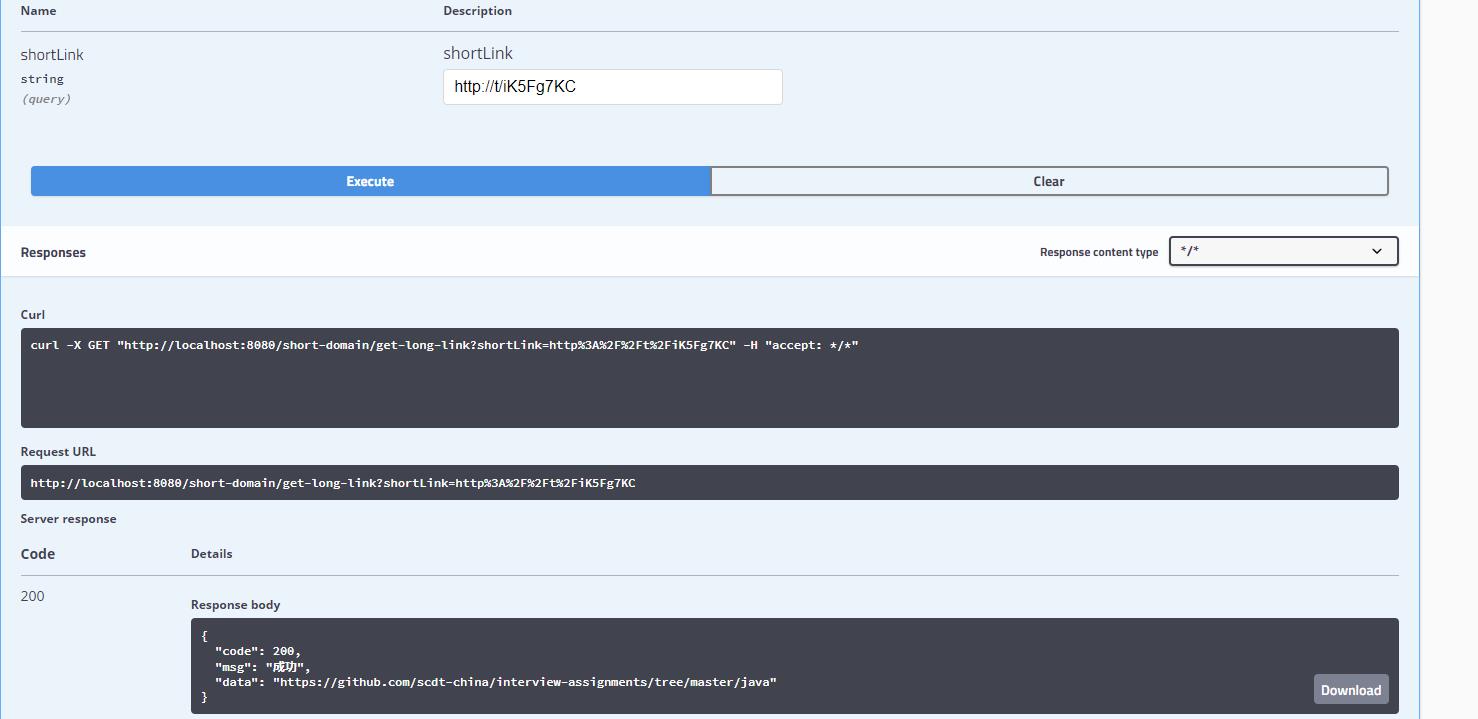 Name Description
shortLink shortLink
string http://t/iK5Fg7KC
(query)
Execute Clear
Responses Response content type */*
Curl
curl -X GET "http://localhost:8080/short-domain/get-long-link?shortLink=http%3A%2F%2Ft%2FiK5Fg7KC" -H "accept: */*"
Request URL
http://localhost:8080/short-domain/get-long-link?shortLink=http%3A%2F%2Ft%2FiK5Fg7KC
Server response
Code Details
200
Response body
{
"code": 200,
"msg": "成功",
"data": "https://github.com/scdt-china/interview-assignments/tree/master/java"
}
Download